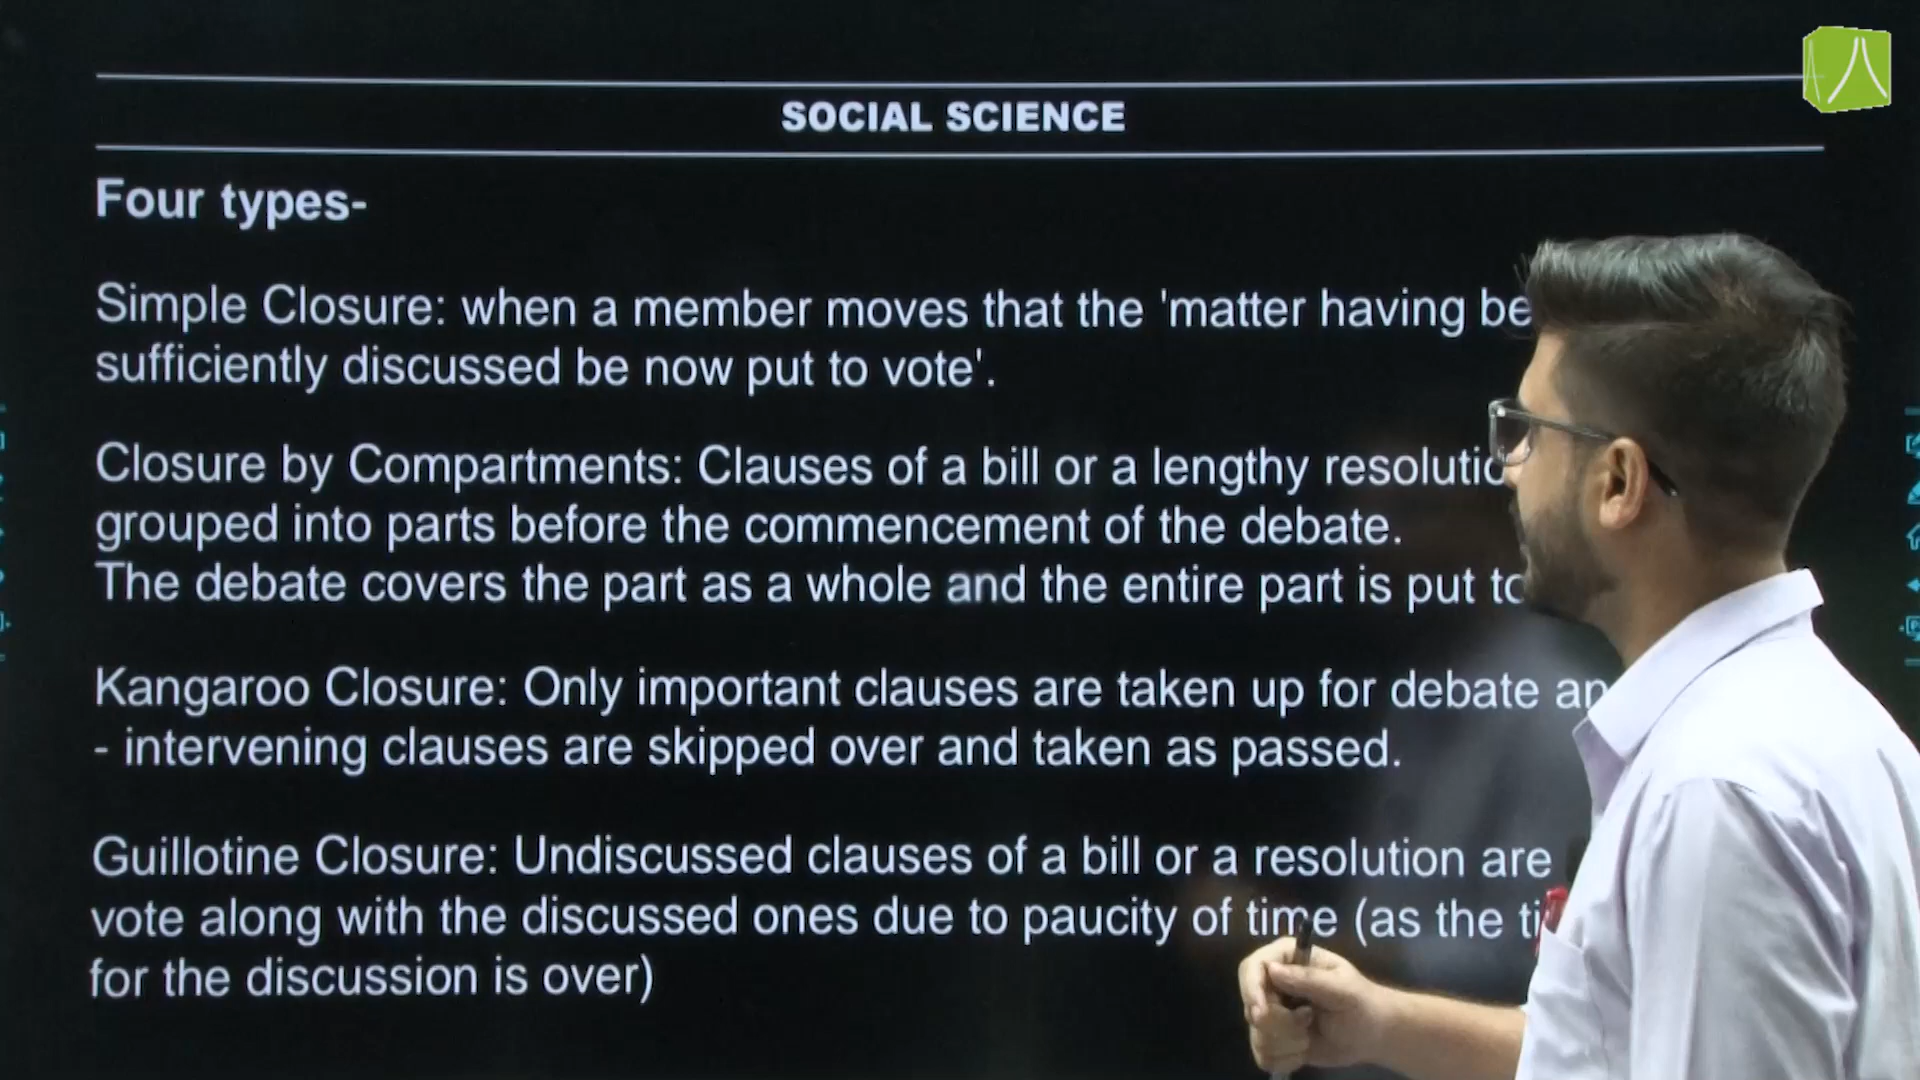 SOCIAL SCIENCE
Four types-
Simple Closure: when a member moves that the 'matter having
sufficiently discussed be now put to vote'.
Closure by Compartments: Clauses of a bill or a lengthy
grouped into parts before the commencement of the debate.
The debate covers the part as a whole and the entire part is put
Kangaroo Closure: Only important clauses are taken up for debate
- intervening clauses are skipped over and taken as passed.
Guillotine Closure: Undiscussed clauses of a bill or a resolution are
vote along with the discussed ones due to paucity of time (as the
for the discussion is over)